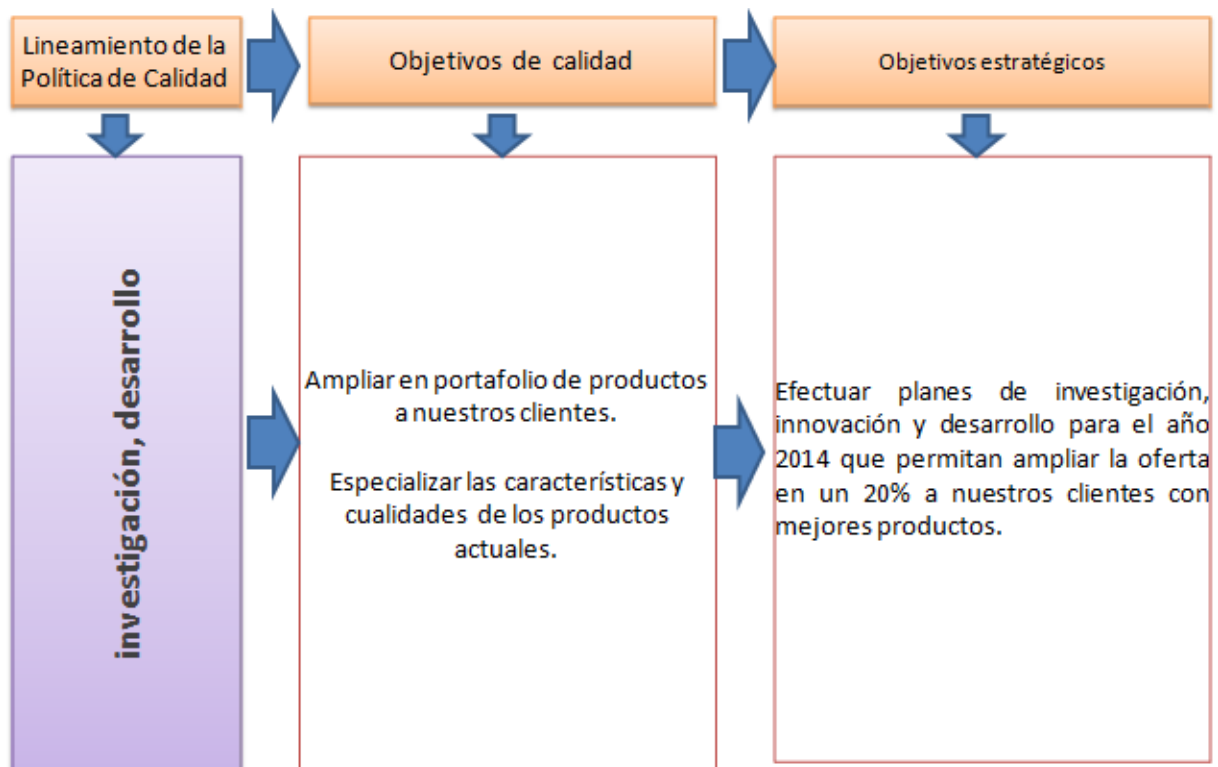 Lineamiento de la
Política de Calidad
Objetivos de calidad
Objetivos estratégicos
investigación, desarrollo
Ampliar en portafolio de productos
a nuestros clientes.
Especializar las características y
cualidades de los productos
actuales.
Efectuar planes de investigación,
innovación y desarrollo para el año
2014 que permitan ampliar la oferta
en un 20% a nuestros clientes con
mejores productos.